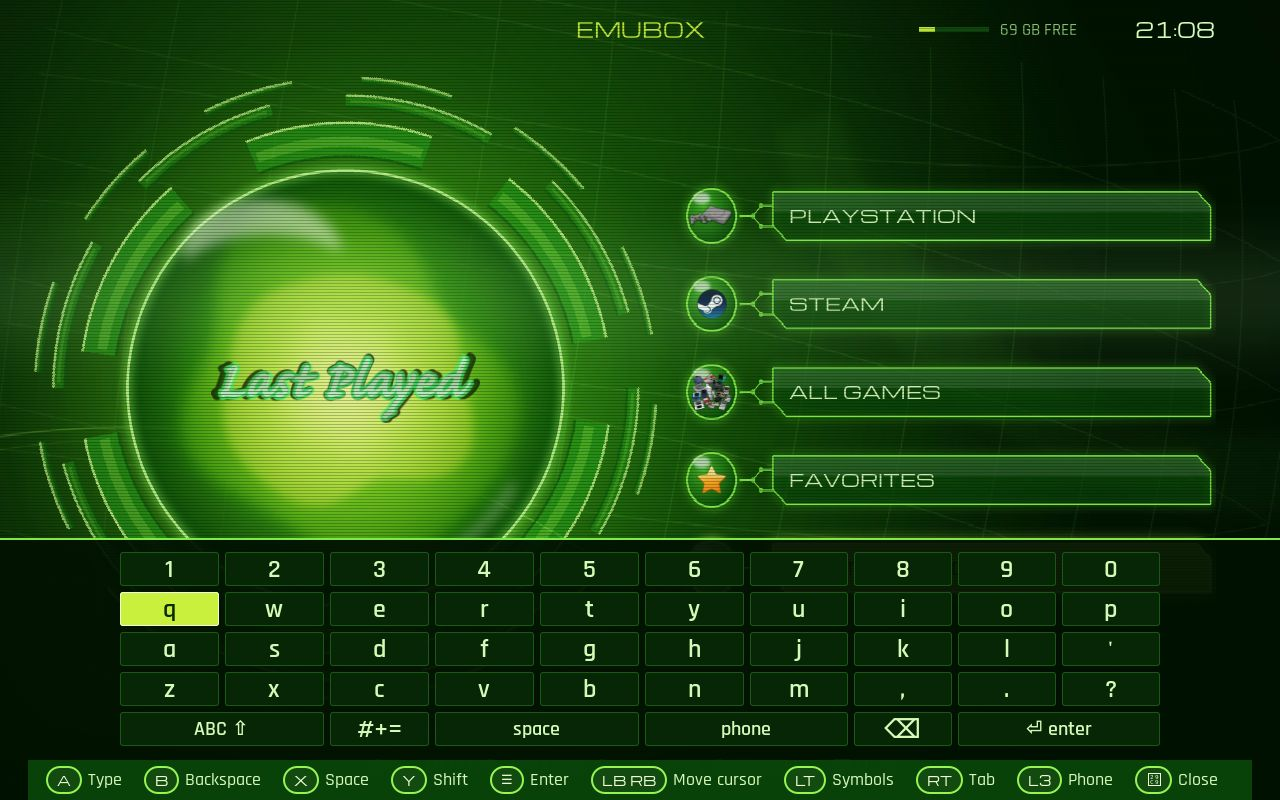 EMUBOX
69 GB FREE
21:08
PLAYSTATION
STEAM
Last Played
ALL GAMES
FAVORITES
1 2 3 4 5 6 7 8 9 0
q w e r t y u i o p
a s d f g h j k l '
z x c v b n m , . ?
ABC ⇧ #+= space phone ⌫ ⏎ enter
A Type B Backspace X Space Y Shift ☰ Enter LB RB Move cursor LT Symbols RT Tab L3 Phone Close